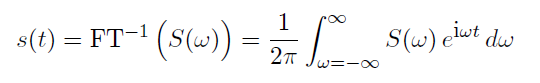 s(t) = FT⁻¹ (S(ω)) = 1/2π ∫_{ω=−∞}^{∞} S(ω) e^{iωt} dω